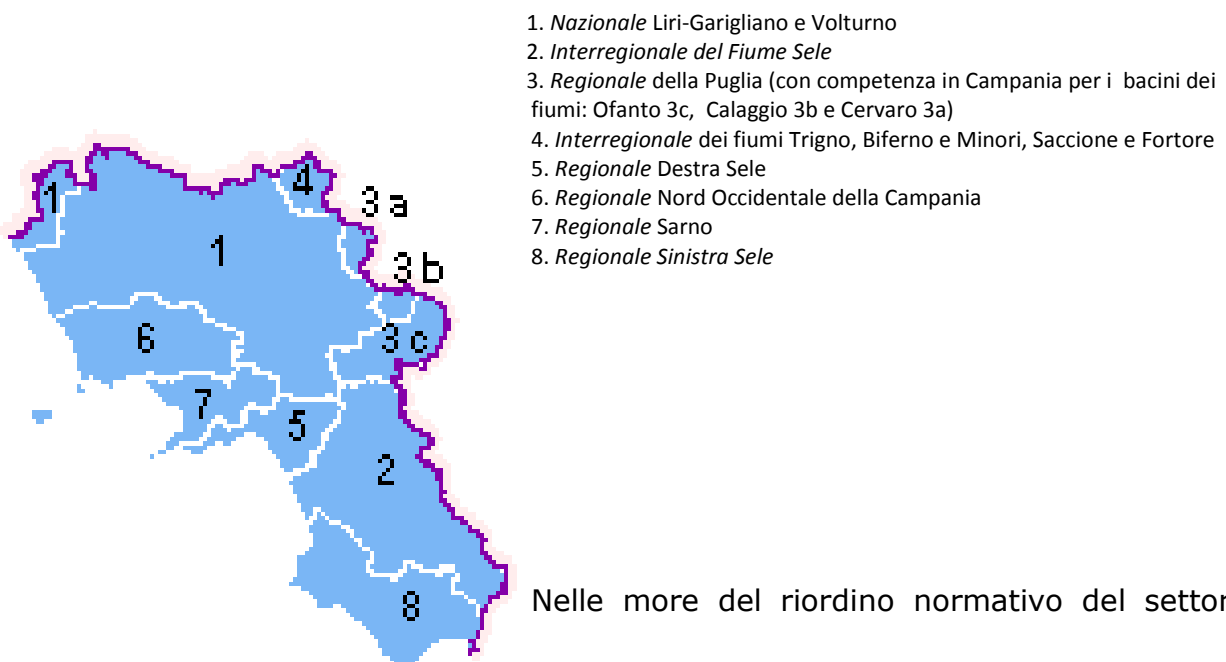 1. Nazionale Liri-Garigliano e Volturno
2. Interregionale del Fiume Sele
3. Regionale della Puglia (con competenza in Campania per i bacini dei
fiumi: Ofanto 3c, Calaggio 3b e Cervaro 3a)
4. Interregionale dei fiumi Trigno, Biferno e Minori, Saccione e Fortore
5. Regionale Destra Sele
6. Regionale Nord Occidentale della Campania
7. Regionale Sarno
8. Regionale Sinistra Sele
1
4
3a
1
3b
6
3c
7
5
2
8
Nelle more del riordino normativo del settor